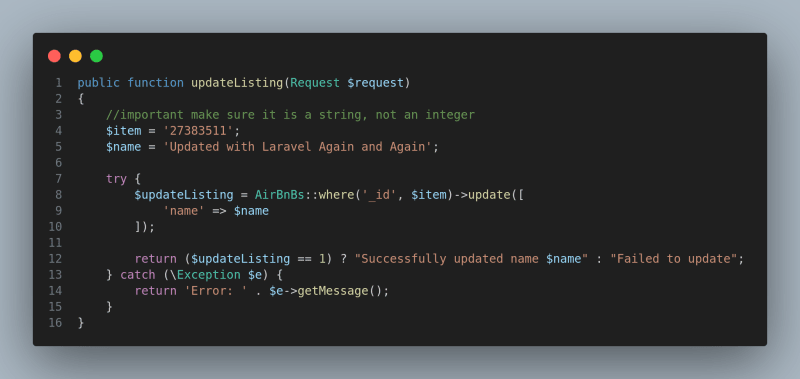 1 public function updateListing(Request $request)
2 {
3     //important make sure it is a string, not an integer
4     $item = '27383511';
5     $name = 'Updated with Laravel Again and Again';
6
7     try {
8         $updateListing = AirBnBs::where('_id', $item)->update([
9             'name' => $name
10         ]);
11
12         return ($updateListing == 1) ? "Successfully updated name $name" : "Failed to update";
13     } catch (\Exception $e) {
14         return 'Error: ' . $e->getMessage();
15     }
16 }